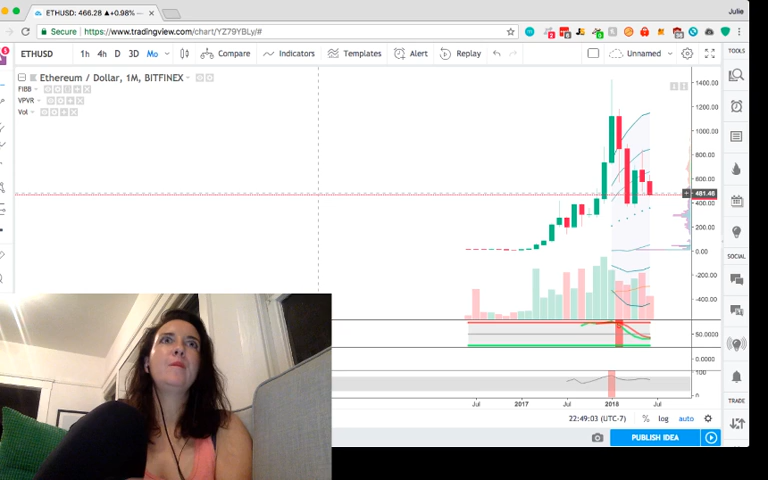 ETHUSD: 466.28 ▲+0.98% ×
Julie
Secure https://www.tradingview.com/chart/YZ79YBLy/#
ETHUSD 1h 4h D 3D Mo Compare Indicators Templates Alert Replay Unnamed
TOOLS
Ethereum / Dollar, 1M, BITFINEX
FIBB
VPVR
Vol
1400.00
1200.00
1000.00
800.00
600.00
481.46
400.00
200.00
0.00
-200.00
-400.00
SOCIAL
50.0000
0.0000
100
0
Jul 2017 Jul 2018 Jul
TRADE
22:49:03 (UTC-7) % log auto
PUBLISH IDEA